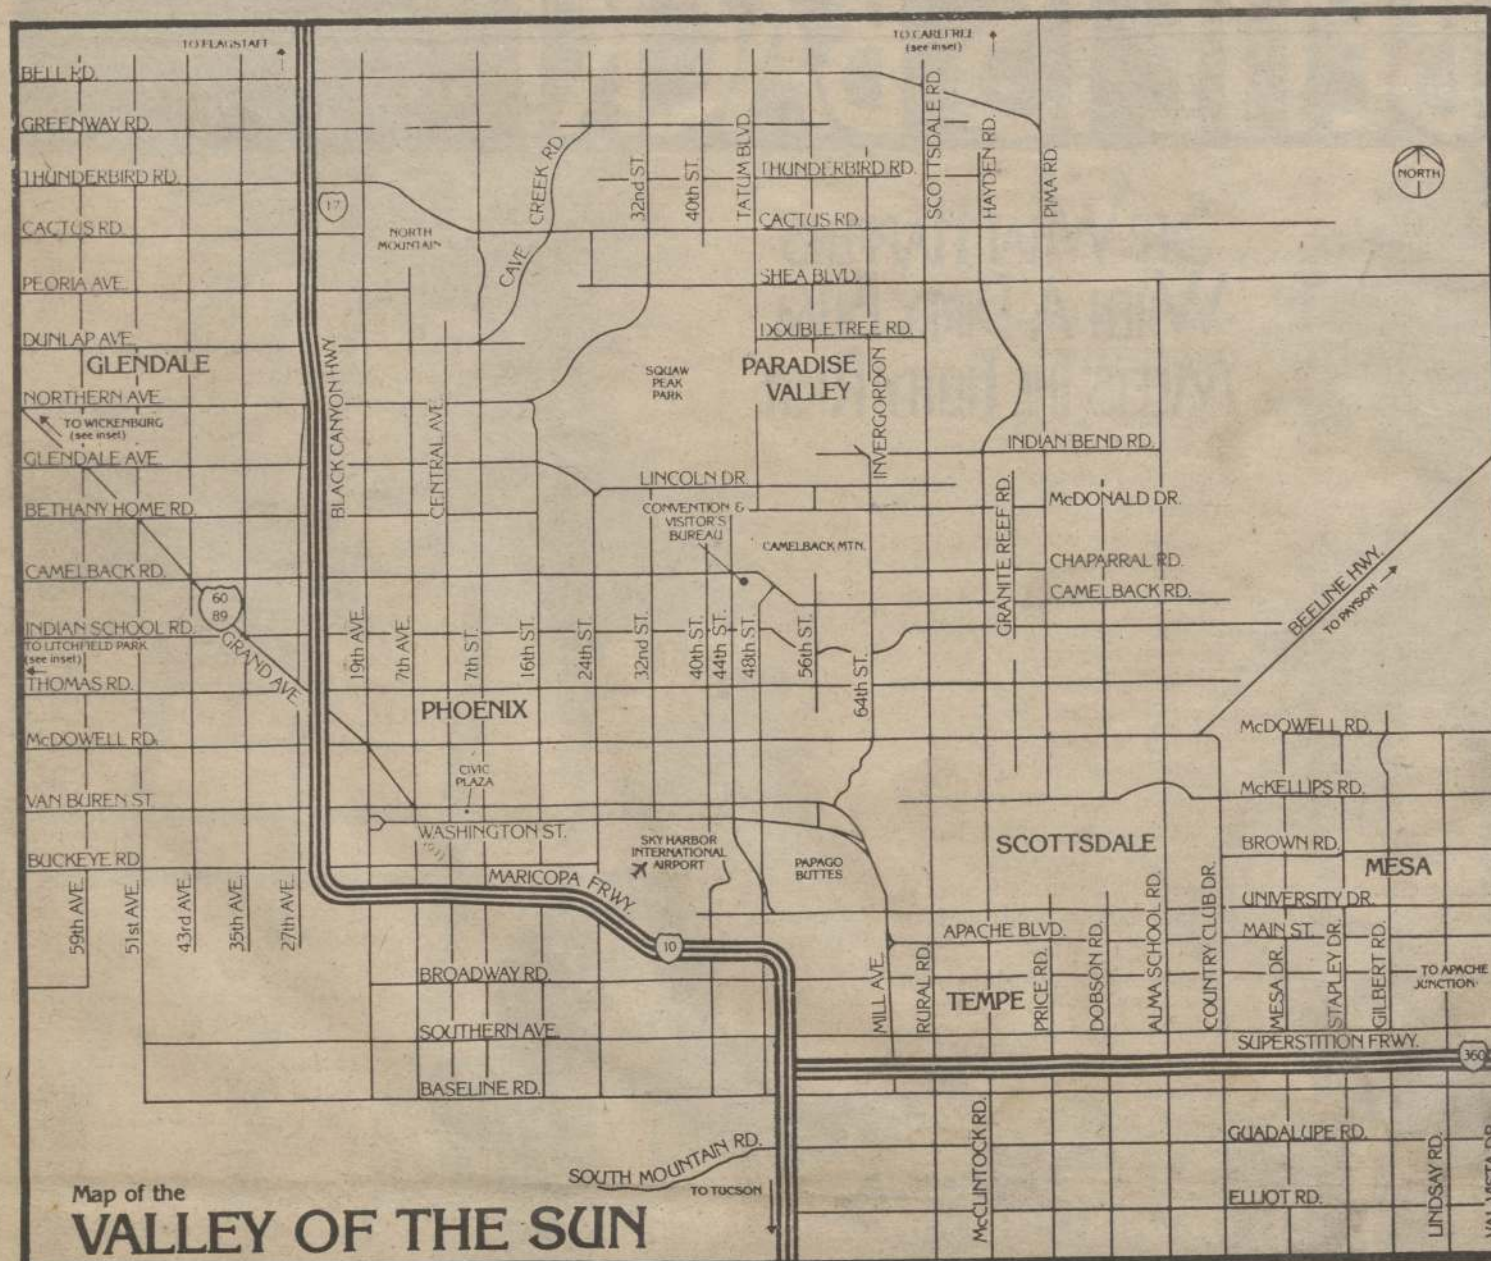 TO FLAGSTAFF
TO CAREFREE
(see inset)
BELL RD.
GREENWAY RD.
THUNDERBIRD RD.
CACTUS RD.
PEORIA AVE.
DUNLAP AVE.
GLENDALE
NORTHERN AVE.
TO WICKENBURG
(see inset)
GLENDALE AVE.
BETHANY HOME RD.
CAMELBACK RD.
60
89
INDIAN SCHOOL RD.
TO LITCHFIELD PARK
(see inset)
GRAND AVE.
THOMAS RD.
McDOWELL RD.
VAN BUREN ST.
BUCKEYE RD.
59th AVE.
51st AVE.
43rd AVE.
35th AVE.
27th AVE.
17
BLACK CANYON HWY.
NORTH
MOUNTAIN
CENTRAL AVE.
CAVE CREEK RD
32nd ST.
40th ST.
TATUM BLVD.
THUNDERBIRD RD.
CACTUS RD.
SHEA BLVD.
DOUBLETREE RD.
SCOTTSDALE RD.
HAYDEN RD.
PIMA RD.
NORTH
SQUAW
PEAK
PARK
PARADISE
VALLEY
INVERGORDON
INDIAN BEND RD.
LINCOLN DR.
CONVENTION &
VISITOR'S
BUREAU
CAMELBACK MTN.
GRANITE REEF RD.
McDONALD DR.
CHAPARRAL RD.
CAMELBACK RD.
BEELINE HWY.
TO PAYSON
19th AVE.
7th AVE.
7th ST.
16th ST.
24th ST.
32nd ST.
40th ST.
44th ST.
48th ST.
56th ST.
64th ST.
PHOENIX
CIVIC
PLAZA
WASHINGTON ST.
SKY HARBOR
INTERNATIONAL
AIRPORT
PAPAGO
BUTTES
MARICOPA FRWY.
10
McDOWELL RD.
McKELLIPS RD.
SCOTTSDALE
BROWN RD.
MESA
UNIVERSITY DR.
APACHE BLVD.
MAIN ST.
TO APACHE
JUNCTION
BROADWAY RD.
TEMPE
MILL AVE.
RURAL RD.
PRICE RD.
DOBSON RD.
ALMA SCHOOL RD.
COUNTRY CLUB DR.
MESA DR.
STAPLEY DR.
GILBERT RD.
SOUTHERN AVE.
SUPERSTITION FRWY.
360
BASELINE RD.
SOUTH MOUNTAIN RD.
TO TUCSON
McCLINTOCK RD.
GUADALUPE RD.
ELLIOT RD.
LINDSAY RD.
Map of the
VALLEY OF THE SUN